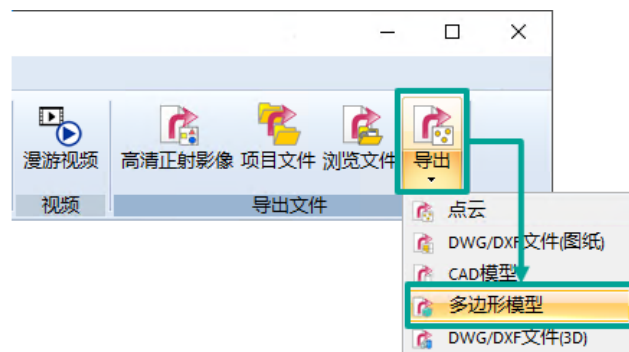 漫游视频 高清正射影像 项目文件 浏览文件 导出
视频 导出文件
点云
DWG/DXF文件(图纸)
CAD模型
多边形模型
DWG/DXF文件(3D)